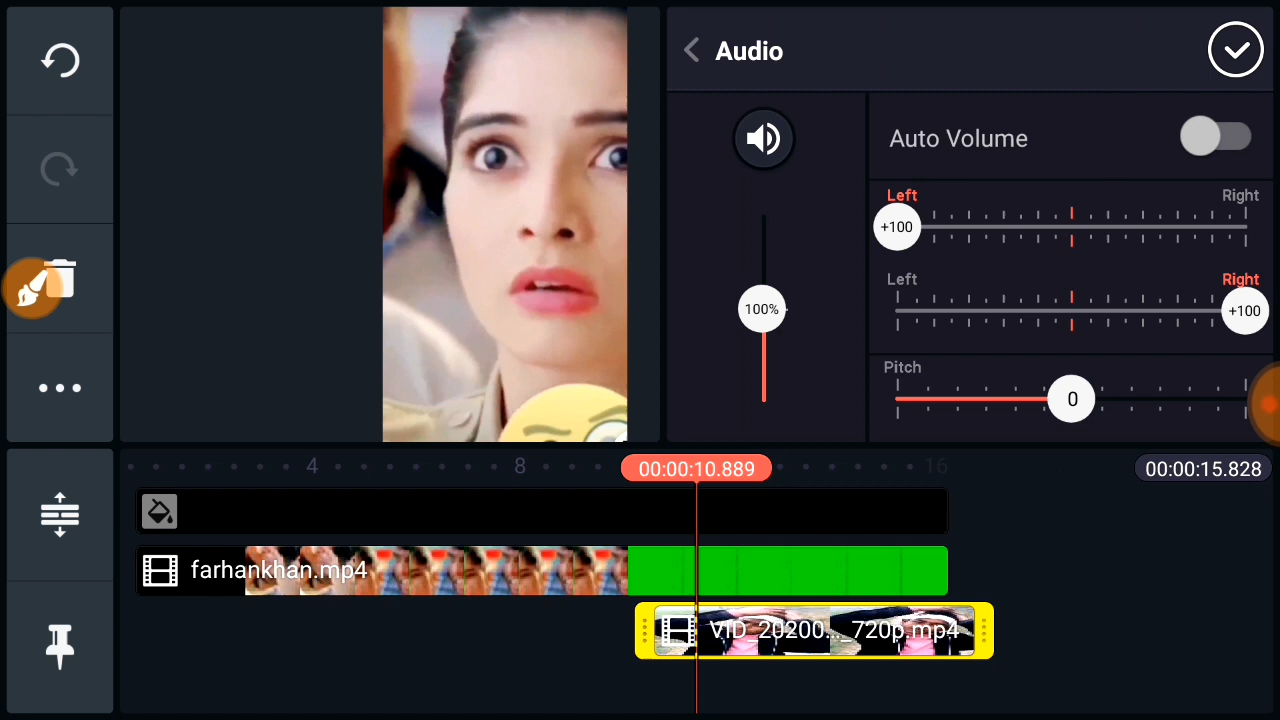 Audio
Auto Volume
Left
Right
+100
Left
Right
+100
100%
Pitch
0
4
8
00:00:10.889
16
00:00:15.828
farhankhan.mp4
VID_20200..._720p.mp4